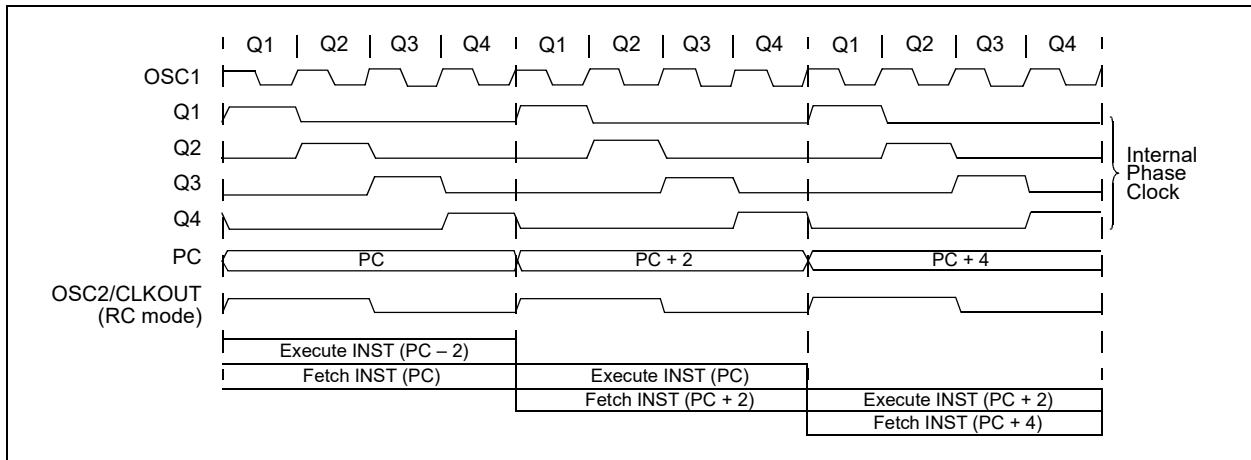 Q1 Q2 Q3 Q4 Q1 Q2 Q3 Q4 Q1 Q2 Q3 Q4
OSC1
Q1
Q2
Q3
Q4
Internal
Phase
Clock
PC PC PC + 2 PC + 4
OSC2/CLKOUT
(RC mode)
Execute INST (PC – 2)
Fetch INST (PC) Execute INST (PC)
Fetch INST (PC + 2) Execute INST (PC + 2)
Fetch INST (PC + 4)